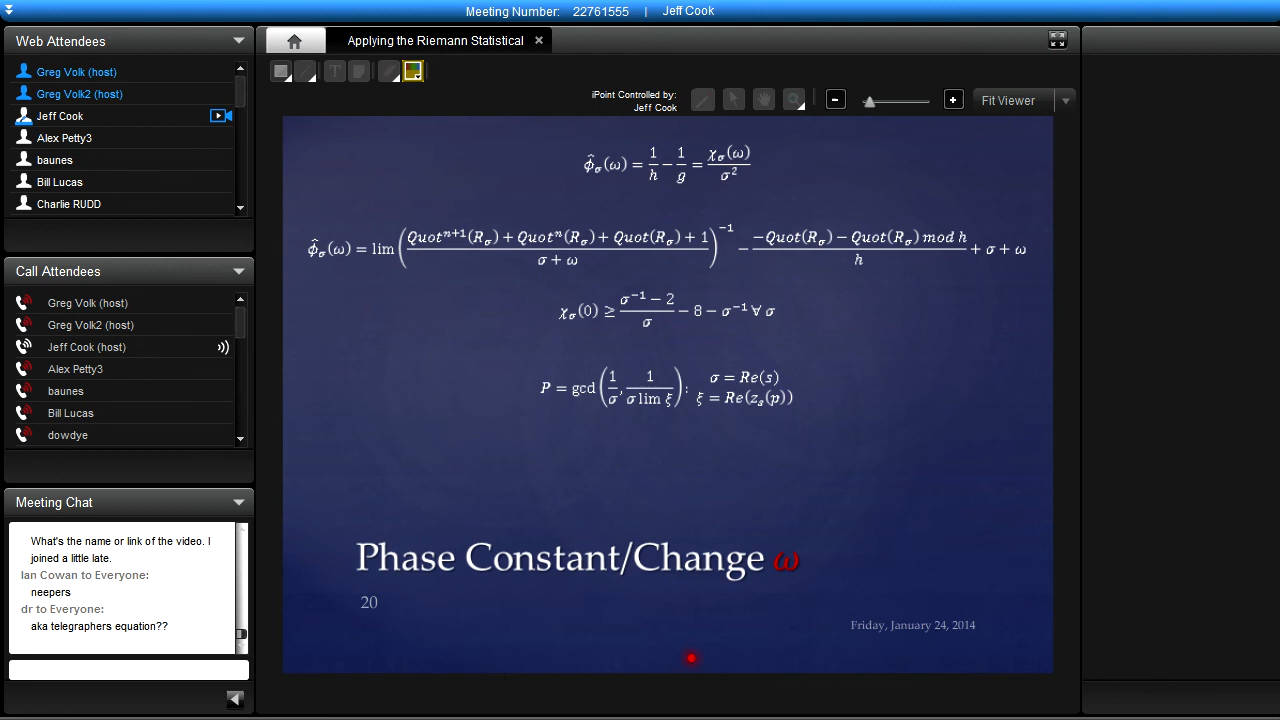 Meeting Number: 22761555 | Jeff Cook
Web Attendees
Greg Volk (host)
Greg Volk2 (host)
Jeff Cook
Alex Petty3
baunes
Bill Lucas
Charlie RUDD
Call Attendees
Greg Volk (host)
Greg Volk2 (host)
Jeff Cook (host)
Alex Petty3
baunes
Bill Lucas
dowdye
Meeting Chat
What's the name or link of the video. I
joined a little late.
Ian Cowan to Everyone:
neepers
dr to Everyone:
aka telegraphers equation??
Applying the Riemann Statistical
iPoint Controlled by:
Jeff Cook
Fit Viewer
ϕ̂σ(ω) = 1/h − 1/g = χσ(ω)/σ²
ϕ̂σ(ω) = lim((Quotⁿ⁺¹(Rσ) + Quotⁿ(Rσ) + Quot(Rσ) + 1)/(σ + ω))⁻¹ − (−Quot(Rσ) − Quot(Rσ) mod h)/h + σ + ω
χσ(0) ≥ (σ⁻¹ − 2)/σ − 8 − σ⁻¹ ∀ σ
P = gcd(1/σ, 1/(σ lim ξ)): σ = Re(s)
ξ = Re(zₛ(p))
Phase Constant/Change ω
20
Friday, January 24, 2014